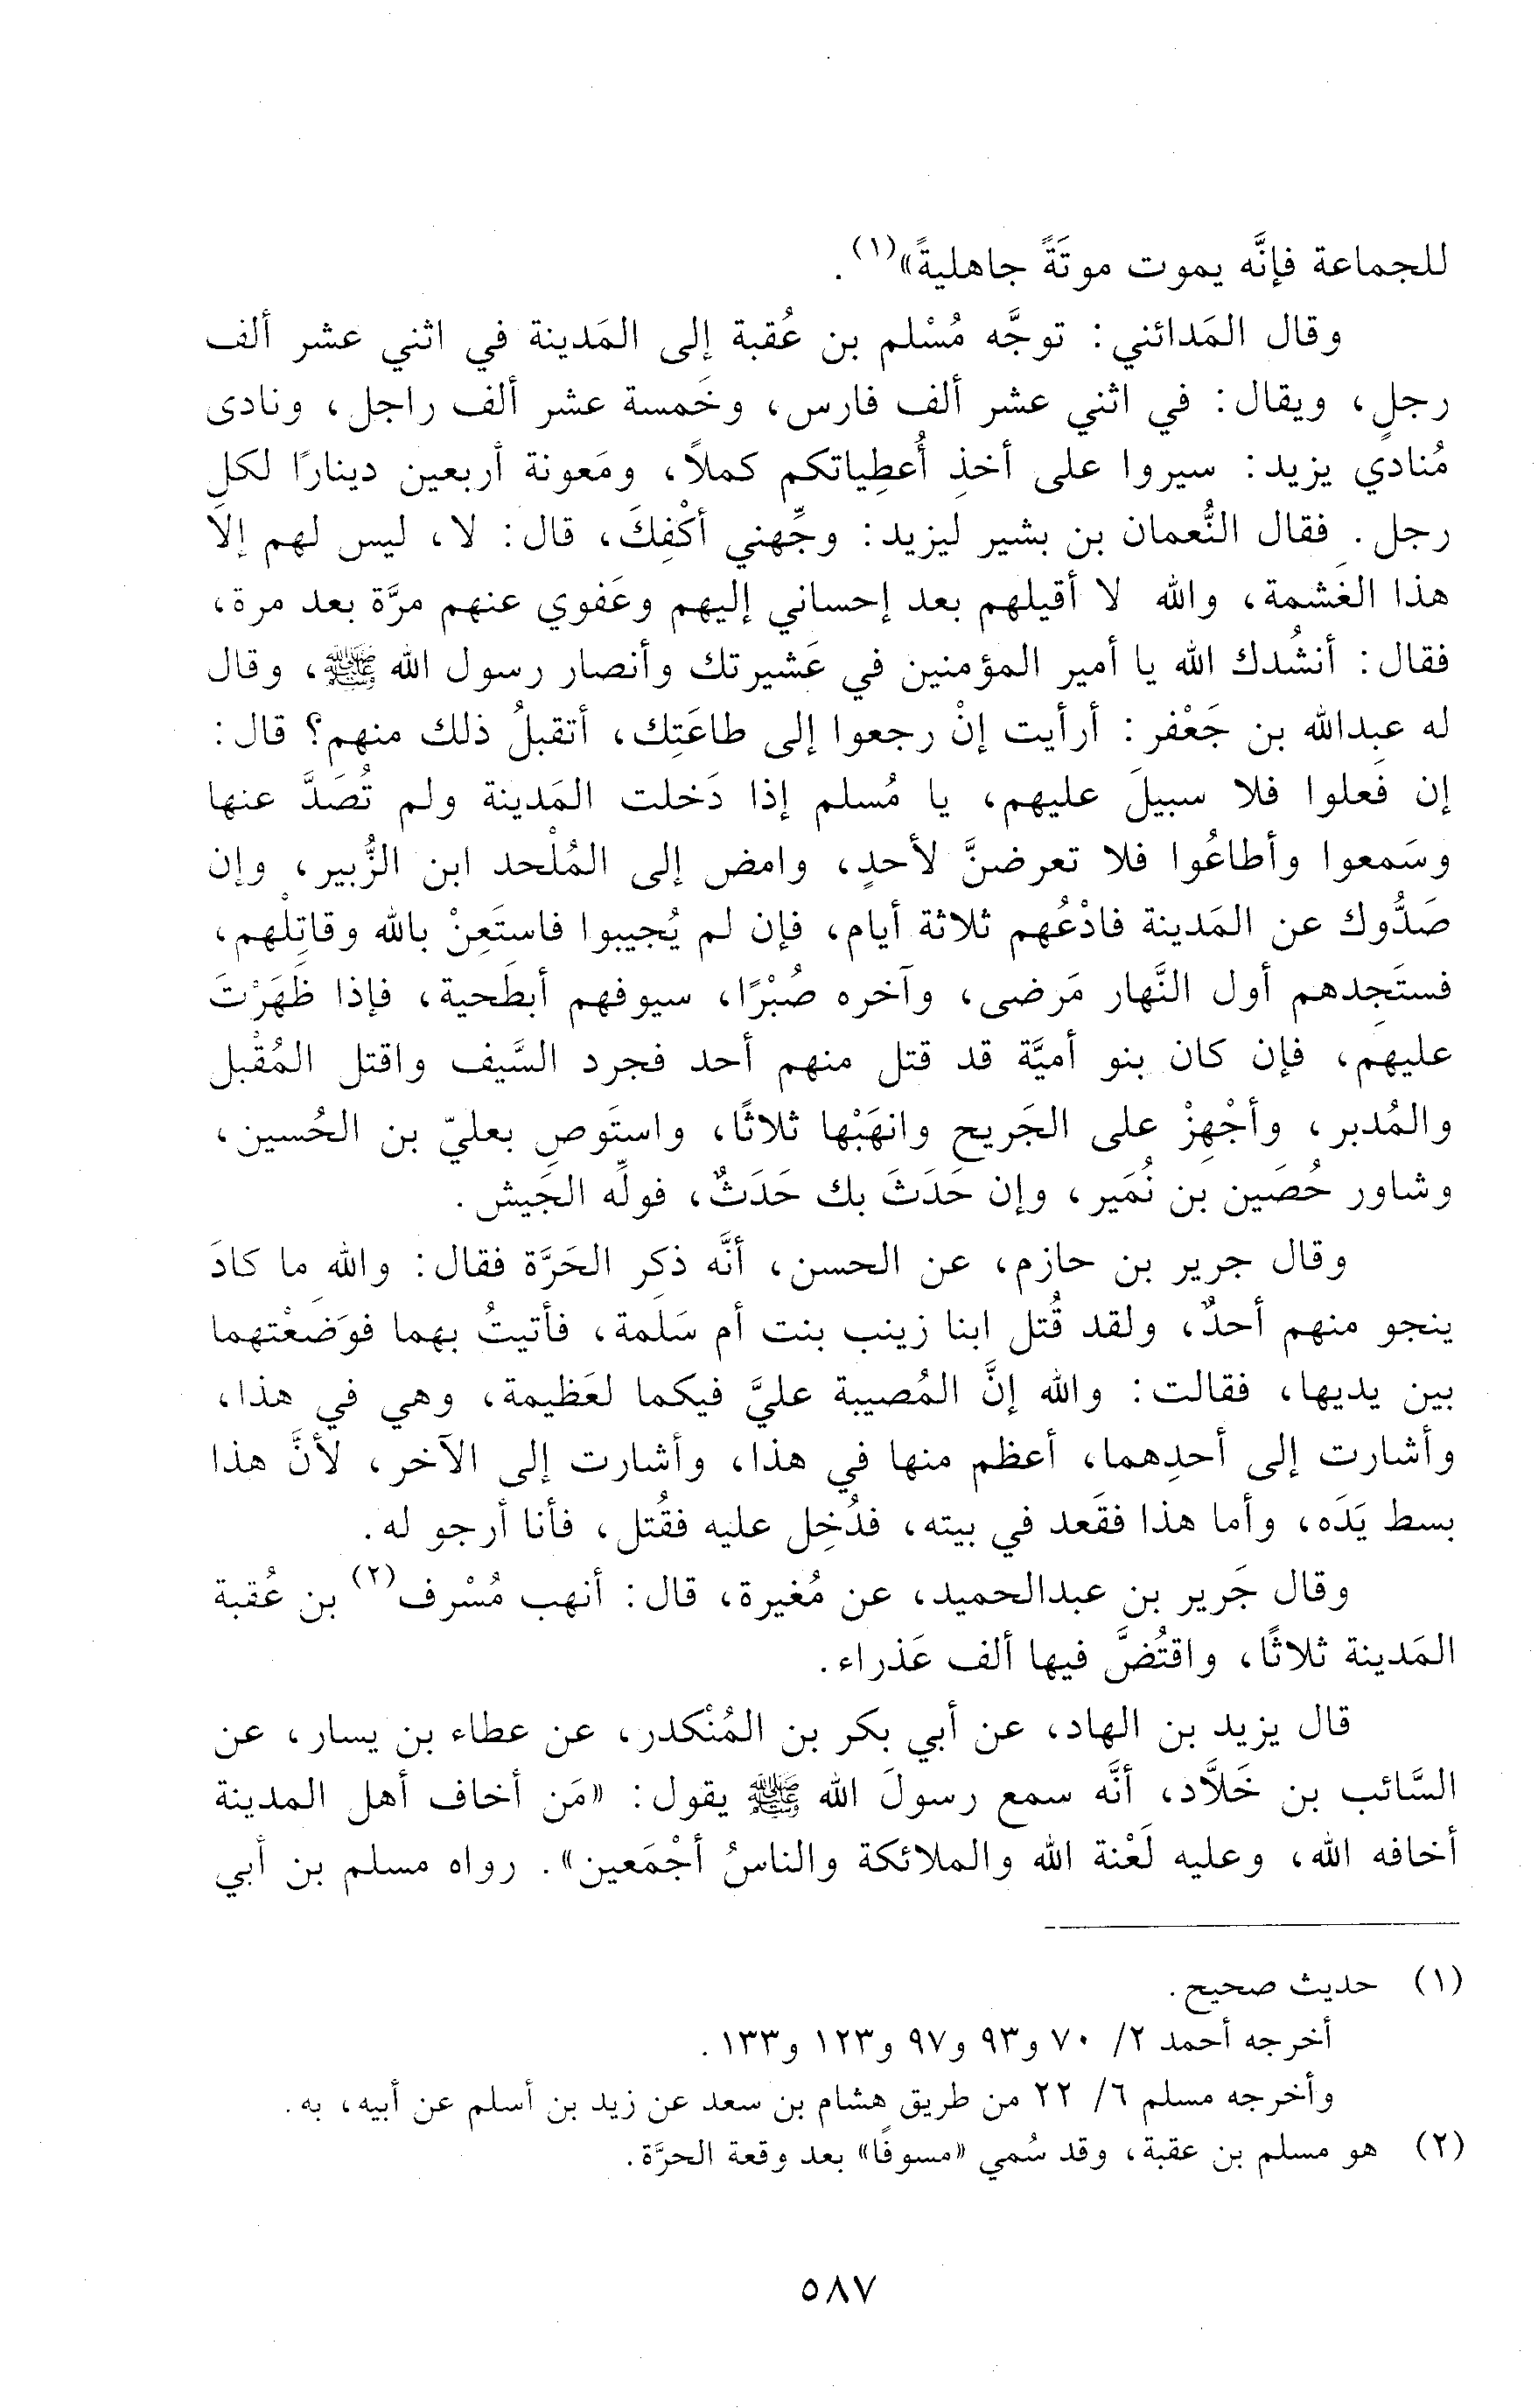 للجماعة فإنَّه يموت موتَةً جاهليةً»(١).
وقال المَدائني: توجَّه مُسْلم بن عُقبة إلى المَدينة في اثني عشر ألف
رجلٍ، ويقال: في اثني عشر ألف فارس، وخَمسة عشر ألف راجل، ونادى
مُنادي يزيد: سيروا على أخذِ أُعطِياتكم كملاً، ومَعونة أربعين دينارًا لكل
رجل. فقال النُّعمان بن بشير ليزيد: وجِّهني أكْفِكَ، قال: لا، ليس لهم إلا
هذا الغِشمة، والله لا أقيلهم بعد إحساني إليهم وعَفوي عنهم مرَّة بعد مرة،
فقال: أنشُدك الله يا أمير المؤمنين في عَشيرتك وأنصار رسول الله ﷺ، وقال
له عبدالله بن جَعْفر: أرأيت إنْ رجعوا إلى طاعَتِك، أتقبلُ ذلك منهم؟ قال:
إن فَعلوا فلا سبيلَ عليهم، يا مُسلم إذا دَخلت المَدينة ولم تُصَدَّ عنها
وسَمعوا وأطاعُوا فلا تعرضنَّ لأحدٍ، وامض إلى المُلْحد ابن الزُّبير، وإن
صَدُّوك عن المَدينة فادْعُهم ثلاثة أيام، فإن لم يُجيبوا فاستَعِنْ بالله وقاتِلْهم،
فستَجِدهم أول النَّهار مَرضى، وآخره صُبْرًا، سيوفهم أبطَحية، فإذا ظَهَرْتَ
عليهم، فإن كان بنو أميَّة قد قتل منهم أحد فجرد السَّيف واقتل المُقْبل
والمُدبر، وأجْهِزْ على الجَريح وانهَبْها ثلاثًا، واستَوصِ بعليّ بن الحُسين،
وشاور حُصَين بن نُمَير، وإن حَدَثَ بك حَدَثٌ، فولِّه الجَيش.
وقال جرير بن حازم، عن الحسن، أنَّه ذكر الحَرَّة فقال: والله ما كادَ
ينجو منهم أحدٌ، ولقد قُتل ابنا زينب بنت أم سَلَمة، فأتيتُ بهما فوَضعْتهما
بين يديها، فقالت: والله إنَّ المُصيبة عليَّ فيكما لعَظيمة، وهي في هذا،
وأشارت إلى أحدِهما، أعظم منها في هذا، وأشارت إلى الآخر، لأنَّ هذا
بسط يَدَه، وأما هذا فقَعد في بيته، فدُخِل عليه فقُتل، فأنا أرجو له.
وقال جَرير بن عبدالحميد، عن مُغيرة، قال: أنهب مُسْرف(٢) بن عُقبة
المَدينة ثلاثًا، واقتُضَّ فيها ألف عَذراء.
قال يزيد بن الهاد، عن أبي بكر بن المُنْكدر، عن عطاء بن يسار، عن
السَّائب بن خَلاَّد، أنَّه سمع رسولَ الله ﷺ يقول: «مَن أخاف أهل المدينة
أخافه الله، وعليه لَعْنة الله والملائكة والناسُ أجْمَعين». رواه مسلم بن أبي
(١) حديث صحيح.
أخرجه أحمد ٢/ ٧٠ و٩٣ و٩٧ و١٢٣ و١٣٣.
وأخرجه مسلم ٦/ ٢٢ من طريق هشام بن سعد عن زيد بن أسلم عن أبيه، به.
(٢) هو مسلم بن عقبة، وقد سُمي «مسوفًا» بعد وقعة الحرَّة.
٥٨٧